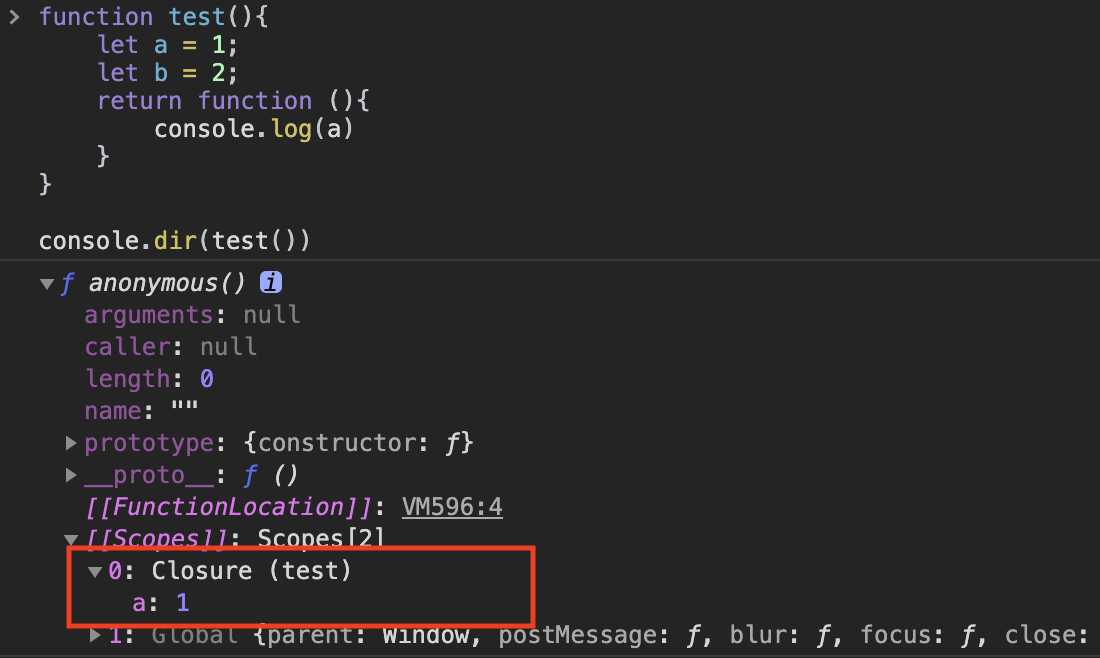 function test(){
let a = 1;
let b = 2;
return function (){
console.log(a)
}
}
console.dir(test())
ƒ anonymous() i
arguments: null
caller: null
length: 0
name: ""
prototype: {constructor: ƒ}
__proto__: ƒ ()
[[FunctionLocation]]: VM596:4
[[Scopes]]: Scopes[2]
0: Closure (test)
a: 1
1: Global {parent: Window, postMessage: ƒ, blur: ƒ, focus: ƒ, close: